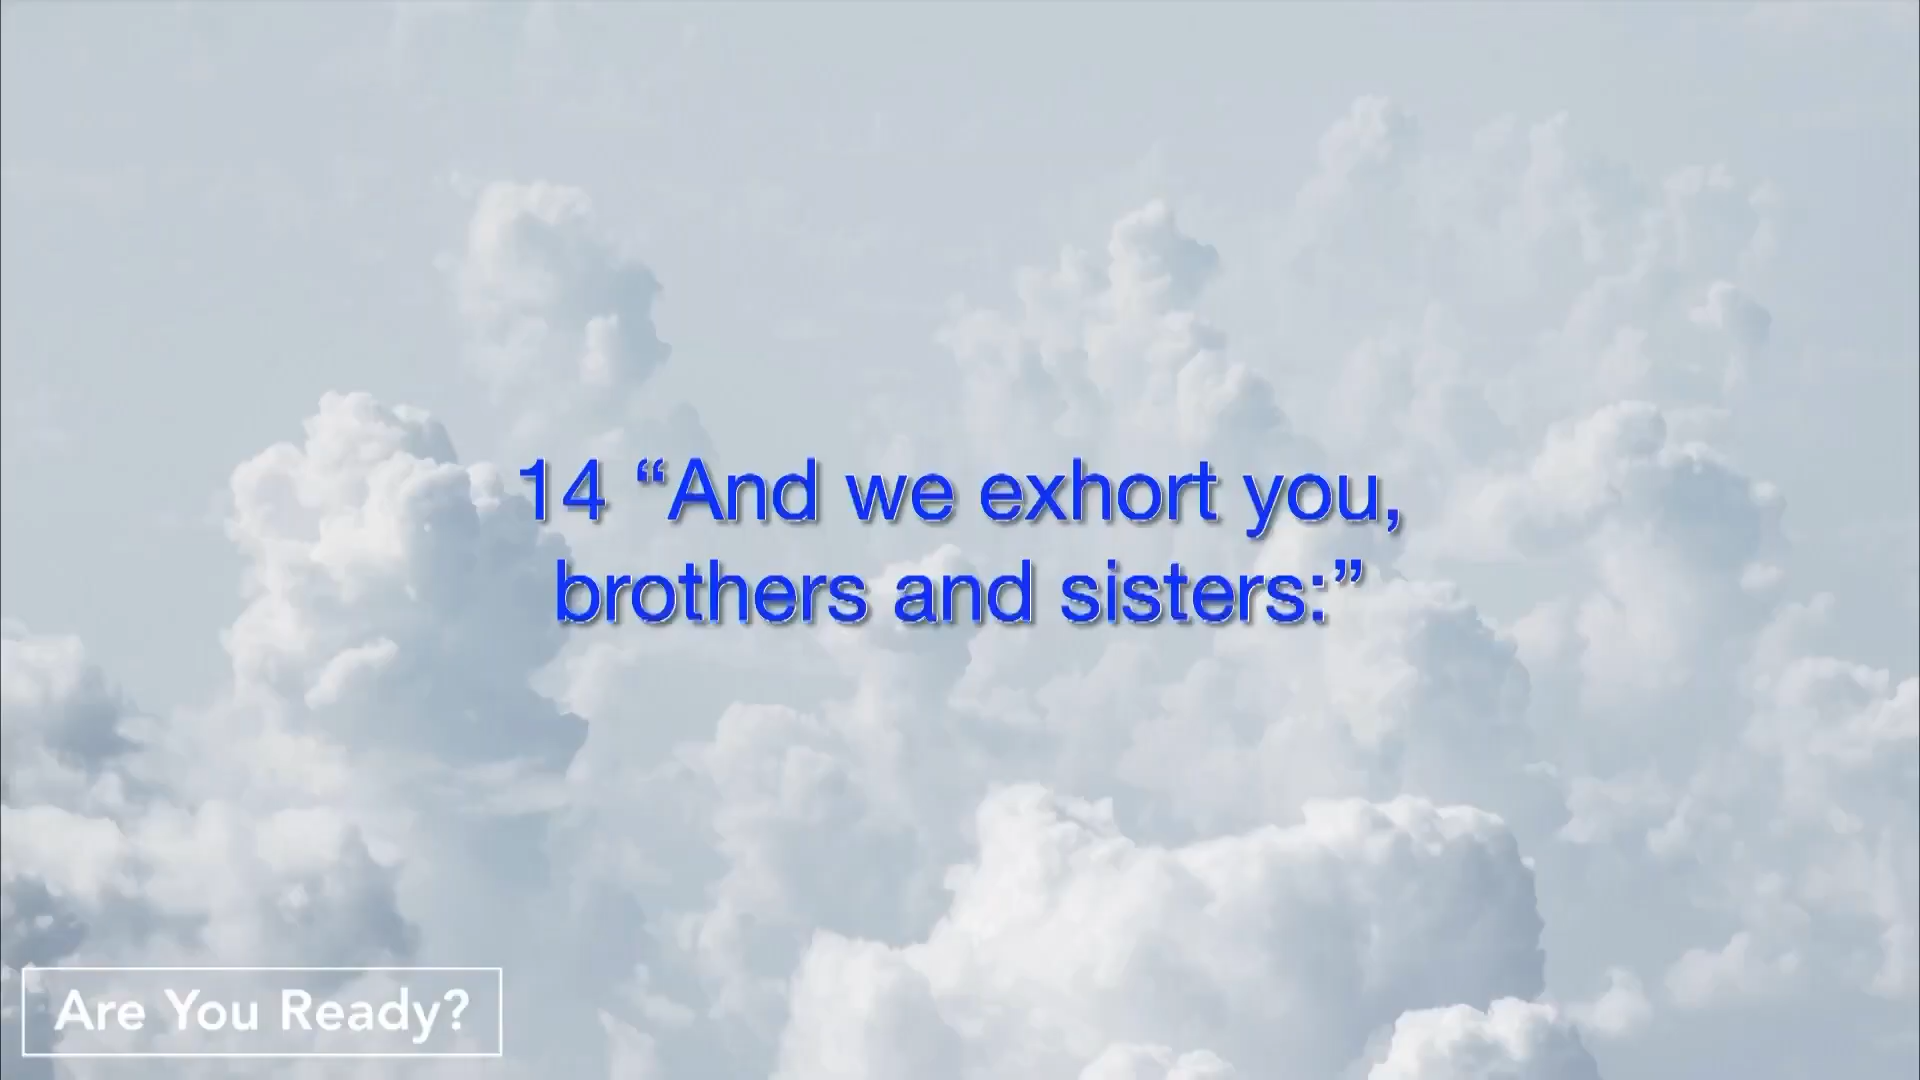 14 “And we exhort you,
brothers and sisters:”
Are You Ready?